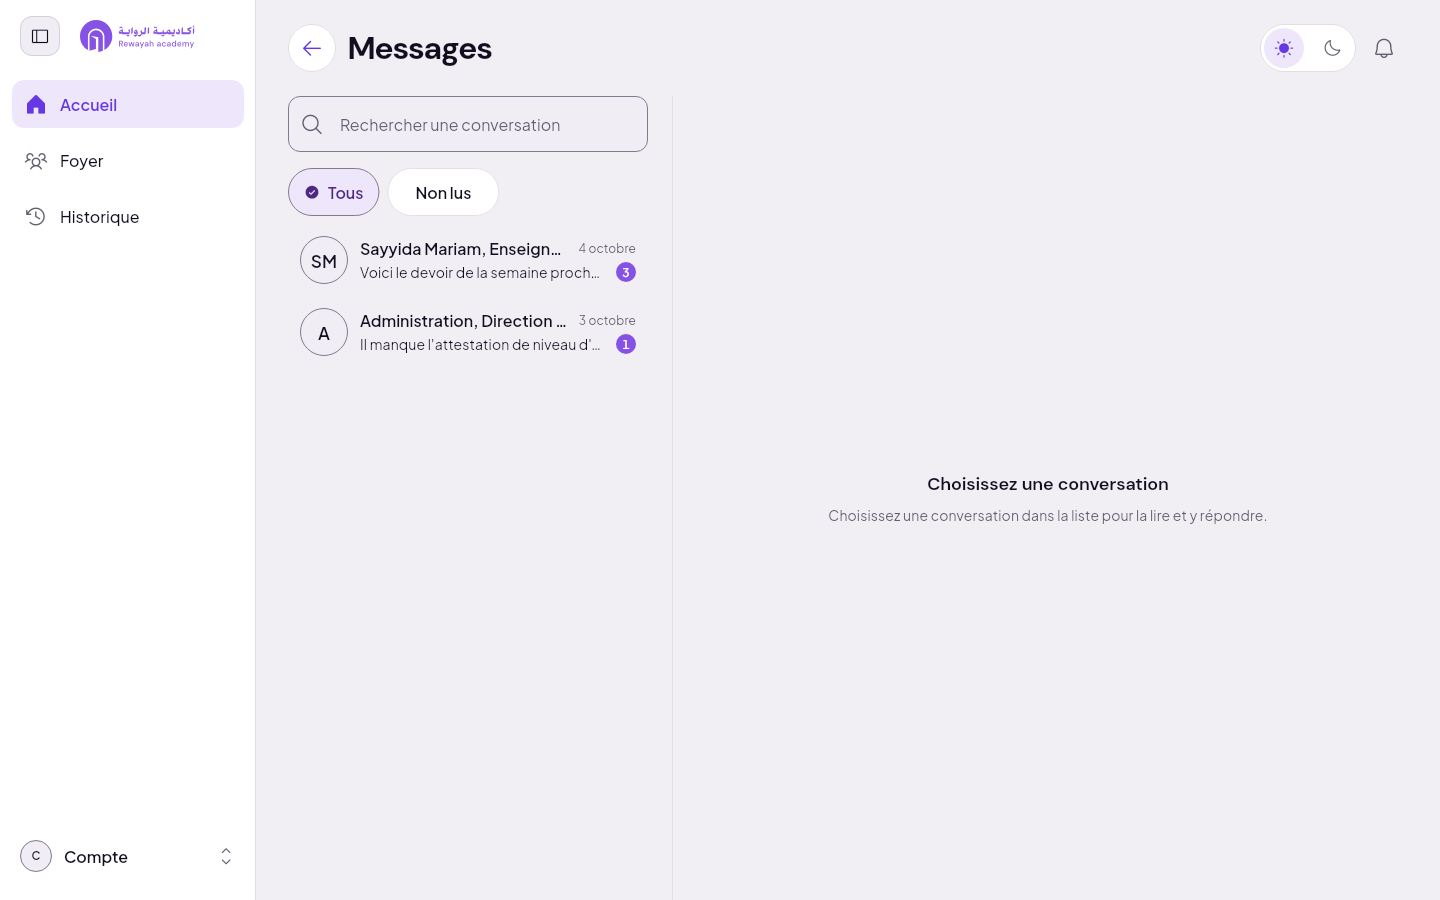 أكاديمية الرواية
Rewayah academy
Messages
Accueil
Foyer
Historique
Rechercher une conversation
Tous
Non lus
SM
Sayyida Mariam, Enseign...
4 octobre
Voici le devoir de la semaine proch...
3
A
Administration, Direction ...
3 octobre
Il manque l'attestation de niveau d'...
1
Choisissez une conversation
Choisissez une conversation dans la liste pour la lire et y répondre.
C
Compte